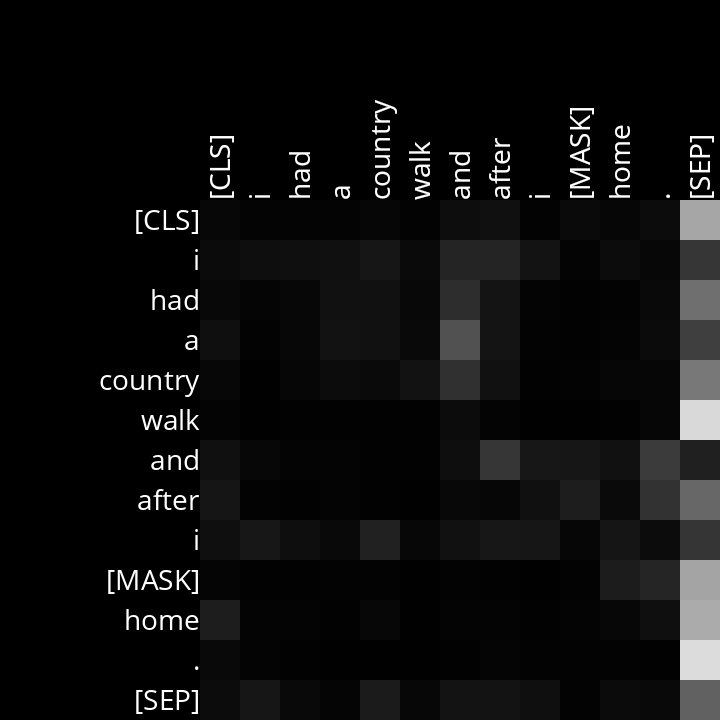 [CLS] i had a country walk and after i [MASK] home . [SEP]
[CLS]
i
had
a
country
walk
and
after
i
[MASK]
home
.
[SEP]